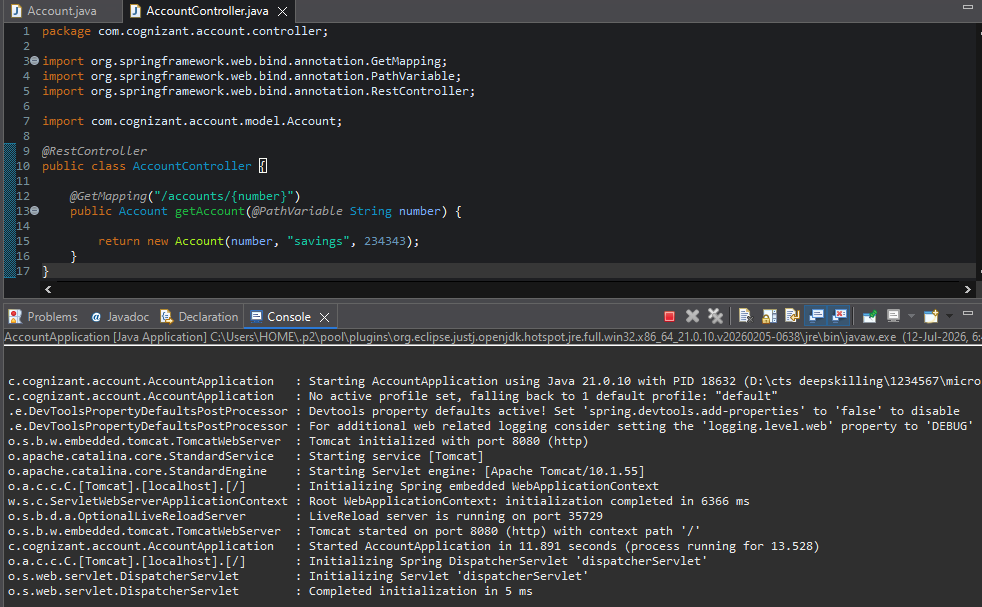 Account.java AccountController.java
1 package com.cognizant.account.controller;
2
3 import org.springframework.web.bind.annotation.GetMapping;
4 import org.springframework.web.bind.annotation.PathVariable;
5 import org.springframework.web.bind.annotation.RestController;
6
7 import com.cognizant.account.model.Account;
8
9 @RestController
10 public class AccountController {
11
12 @GetMapping("/accounts/{number}")
13 public Account getAccount(@PathVariable String number) {
14
15 return new Account(number, "savings", 234343);
16 }
17 }
Problems @ Javadoc Declaration Console
AccountApplication [Java Application] C:\Users\HOME\.p2\pool\plugins\org.eclipse.justj.openjdk.hotspot.jre.full.win32.x86_64_21.0.10.v20260205-0638\jre\bin\javaw.exe (12-Jul-2026, 6:4
c.cognizant.account.AccountApplication : Starting AccountApplication using Java 21.0.10 with PID 18632 (D:\cts deepskilling\1234567\micro
c.cognizant.account.AccountApplication : No active profile set, falling back to 1 default profile: "default"
.e.DevToolsPropertyDefaultsPostProcessor : Devtools property defaults active! Set 'spring.devtools.add-properties' to 'false' to disable
.e.DevToolsPropertyDefaultsPostProcessor : For additional web related logging consider setting the 'logging.level.web' property to 'DEBUG'
o.s.b.w.embedded.tomcat.TomcatWebServer : Tomcat initialized with port 8080 (http)
o.apache.catalina.core.StandardService : Starting service [Tomcat]
o.apache.catalina.core.StandardEngine : Starting Servlet engine: [Apache Tomcat/10.1.55]
o.a.c.c.C.[Tomcat].[localhost].[/] : Initializing Spring embedded WebApplicationContext
w.s.c.ServletWebServerApplicationContext : Root WebApplicationContext: initialization completed in 6366 ms
o.s.b.d.a.OptionalLiveReloadServer : LiveReload server is running on port 35729
o.s.b.w.embedded.tomcat.TomcatWebServer : Tomcat started on port 8080 (http) with context path '/'
c.cognizant.account.AccountApplication : Started AccountApplication in 11.891 seconds (process running for 13.528)
o.a.c.c.C.[Tomcat].[localhost].[/] : Initializing Spring DispatcherServlet 'dispatcherServlet'
o.s.web.servlet.DispatcherServlet : Initializing Servlet 'dispatcherServlet'
o.s.web.servlet.DispatcherServlet : Completed initialization in 5 ms